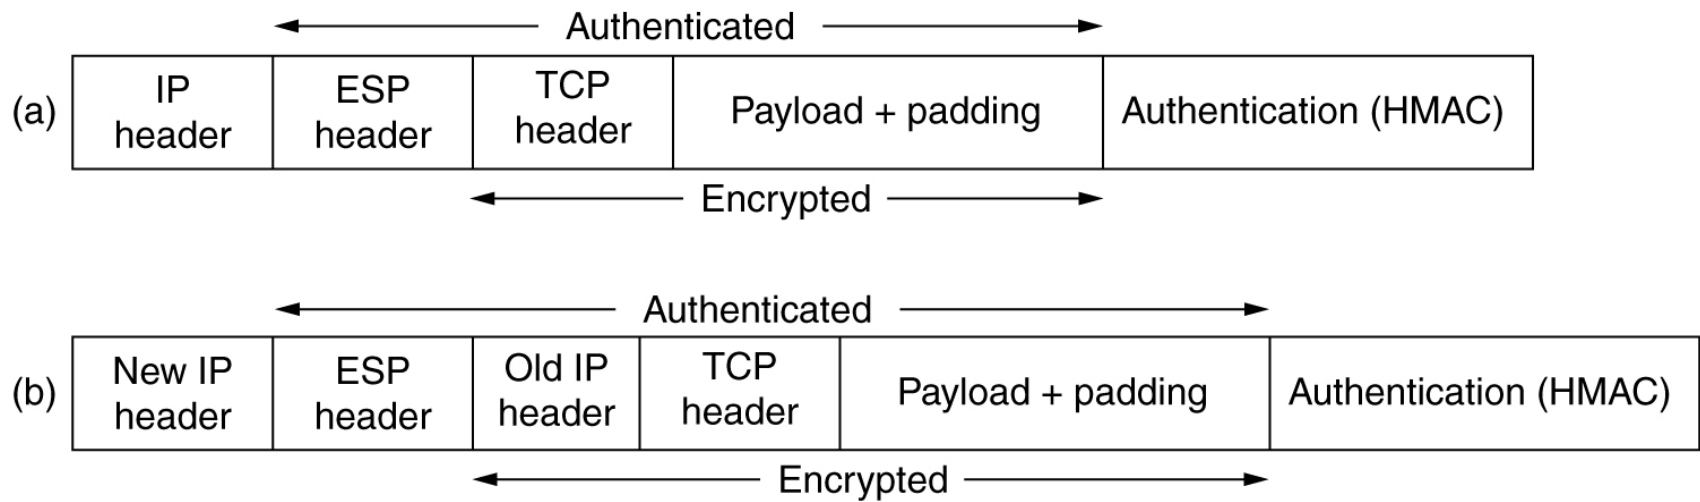 Authenticated
(a)
IP
header
ESP
header
TCP
header
Payload + padding
Authentication (HMAC)
Encrypted
Authenticated
(b)
New IP
header
ESP
header
Old IP
header
TCP
header
Payload + padding
Authentication (HMAC)
Encrypted